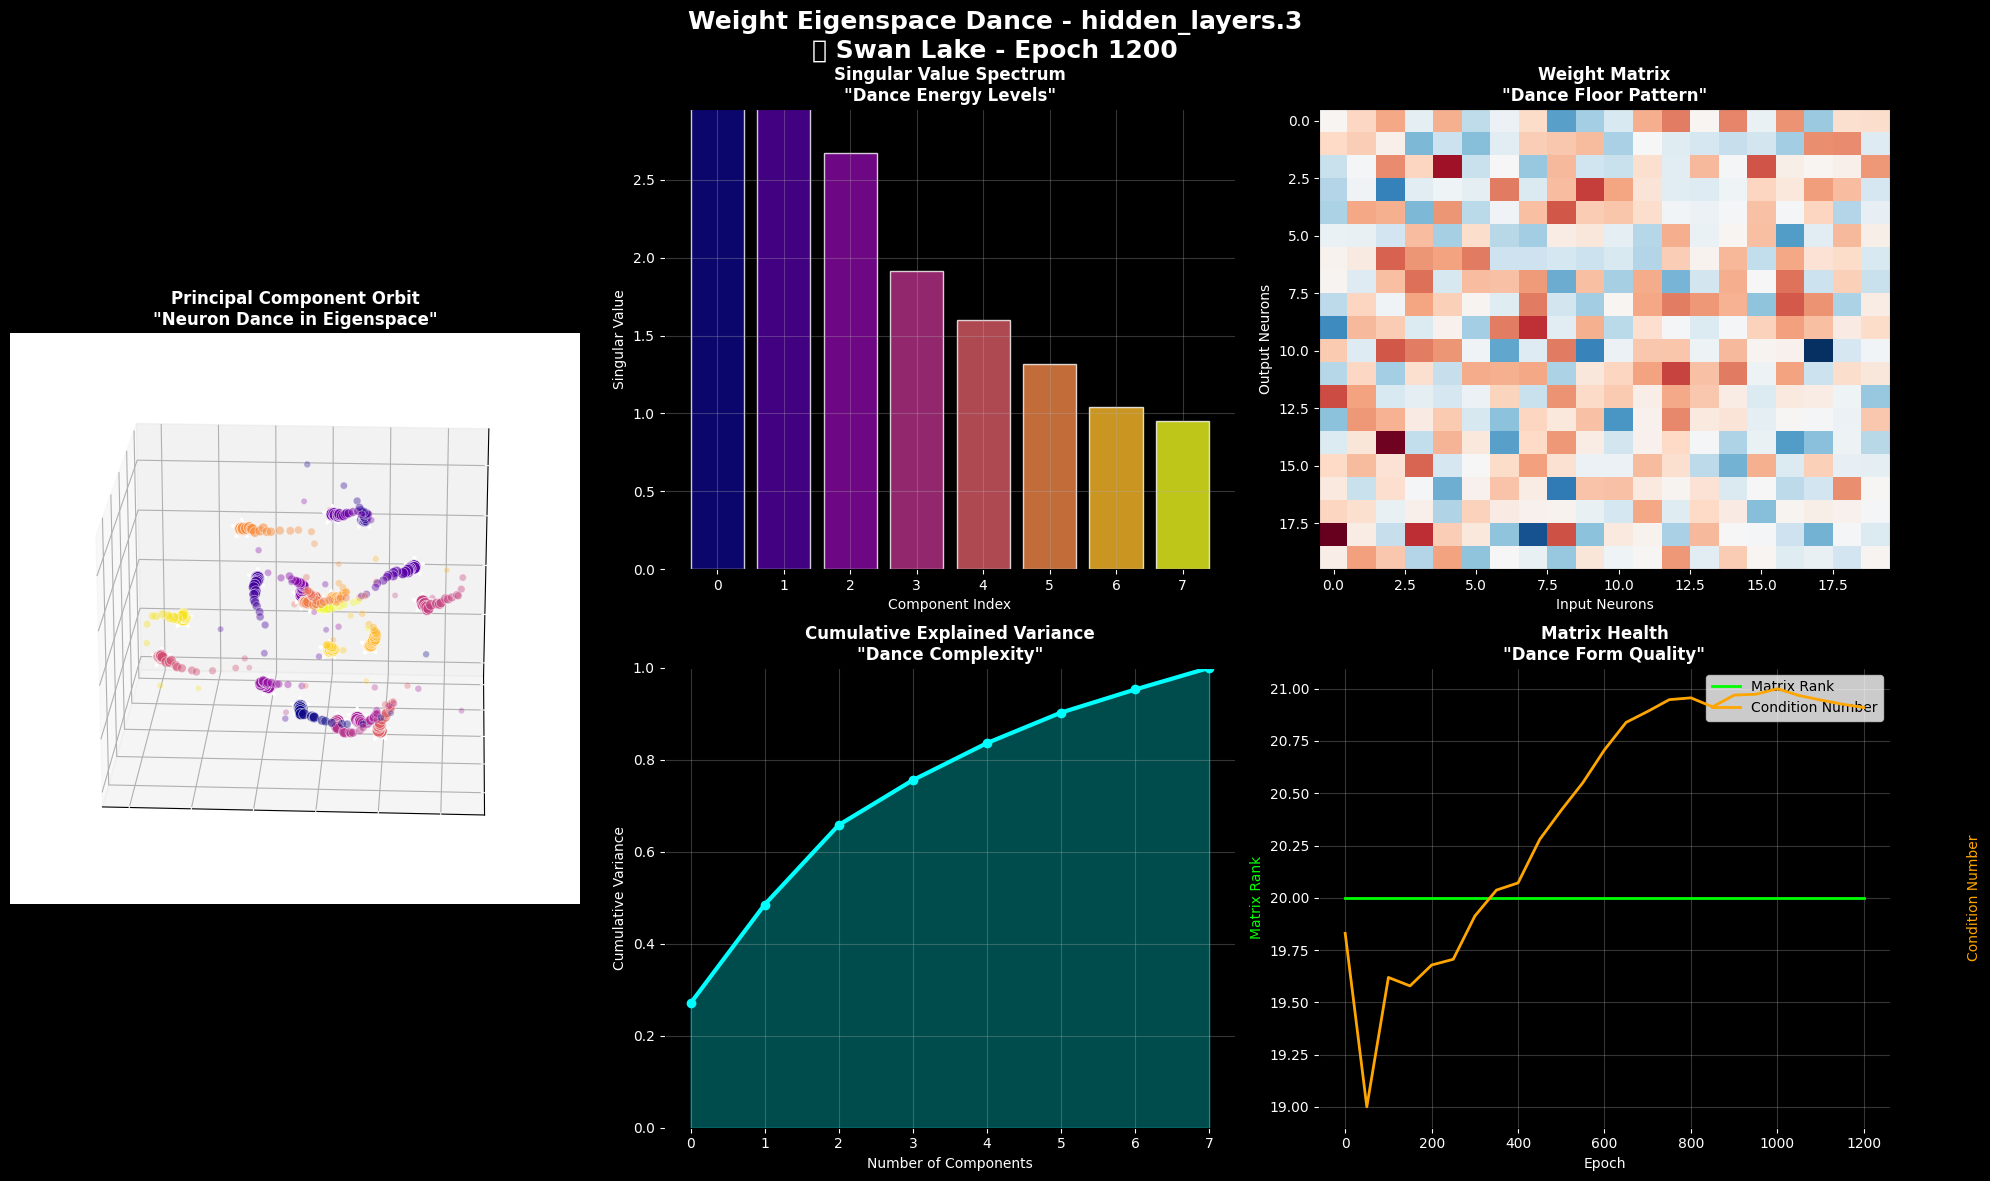 Weight Eigenspace Dance - hidden_layers.3
Swan Lake - Epoch 1200
Principal Component Orbit
"Neuron Dance in Eigenspace"
Singular Value Spectrum
"Dance Energy Levels"
Singular Value
2.5
2.0
1.5
1.0
0.5
0.0
0 1 2 3 4 5 6 7
Component Index
Weight Matrix
"Dance Floor Pattern"
Output Neurons
0.0
2.5
5.0
7.5
10.0
12.5
15.0
17.5
0.0 2.5 5.0 7.5 10.0 12.5 15.0 17.5
Input Neurons
Cumulative Explained Variance
"Dance Complexity"
Cumulative Variance
1.0
0.8
0.6
0.4
0.2
0.0
0 1 2 3 4 5 6 7
Number of Components
Matrix Health
"Dance Form Quality"
Matrix Rank
Condition Number
Matrix Rank
21.00
20.75
20.50
20.25
20.00
19.75
19.50
19.25
19.00
0 200 400 600 800 1000 1200
Epoch
Condition Number